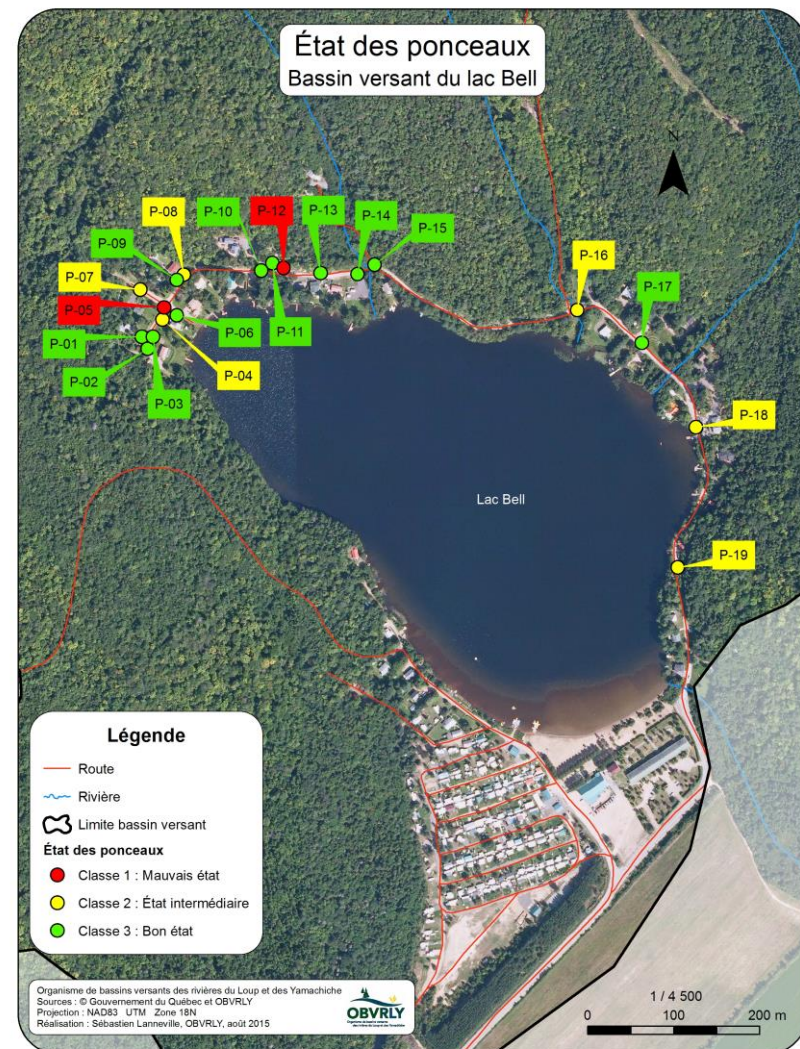 État des ponceaux
Bassin versant du lac Bell
N
P-08
P-10
P-12
P-13
P-14
P-15
P-09
P-07
P-05
P-01
P-02
P-03
P-04
P-06
P-11
P-16
P-17
P-18
P-19
Lac Bell
Légende
Route
Rivière
Limite bassin versant
État des ponceaux
Classe 1 : Mauvais état
Classe 2 : État intermédiaire
Classe 3 : Bon état
Organisme de bassins versants des rivières du Loup et des Yamachiche
Sources : © Gouvernement du Québec et OBVRLY
Projection : NAD83 UTM Zone 18N
Réalisation : Sébastien Lanneville, OBVRLY, août 2015
OBVRLY
1 / 4 500
0 100 200 m